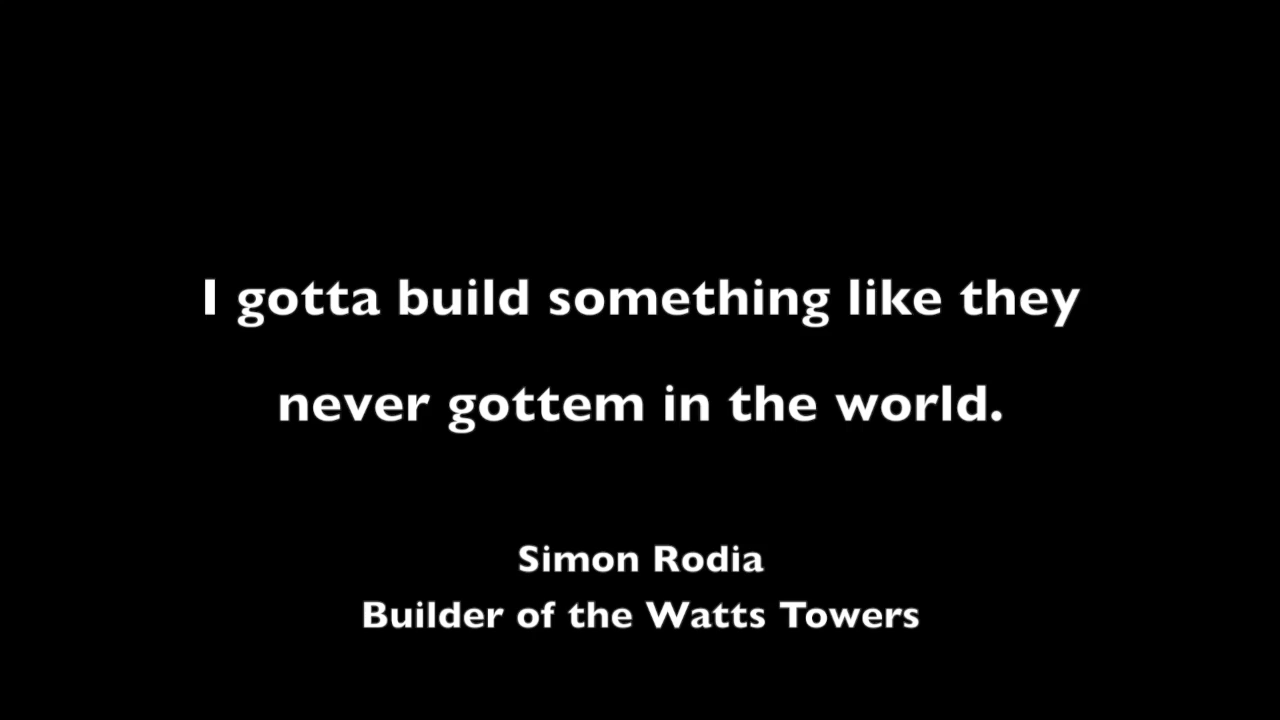 I gotta build something like they
never gottem in the world.
Simon Rodia
Builder of the Watts Towers